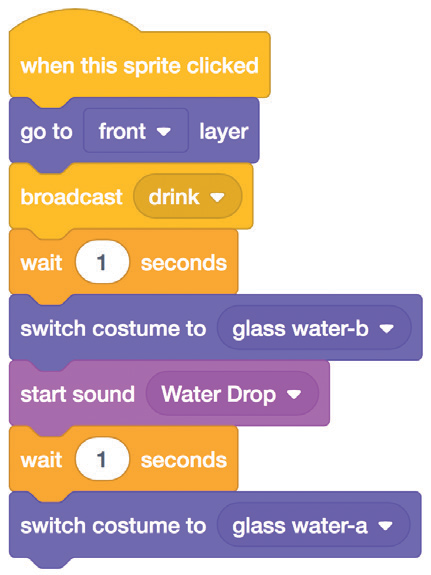 when this sprite clicked
go to front layer
broadcast drink
wait 1 seconds
switch costume to glass water-b
start sound Water Drop
wait 1 seconds
switch costume to glass water-a